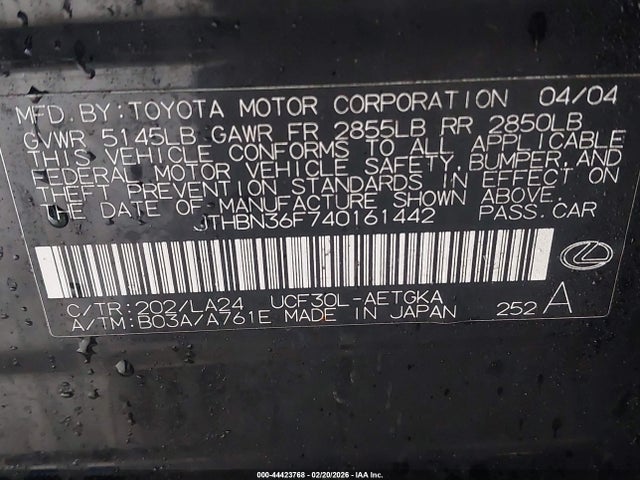 MFD.BY:TOYOTA MOTOR CORPORATION 04/04
GVWR 5145LB GAWR FR 2855LB RR 2850LB
THIS VEHICLE CONFORMS TO ALL APPLICABLE
FEDERAL MOTOR VEHICLE SAFETY,BUMPER,AND
THEFT PREVENTION STANDARDS IN EFFECT ON
THE DATE OF MANUFACTURE SHOWN ABOVE.
JTHBN36F740161442 PASS.CAR
C/TR:202/LA24 UCF30L-AETGKA
A/TM:B03A/A761E MADE IN JAPAN 252 A
000-44423768 - 02/20/2026 - IAA Inc.